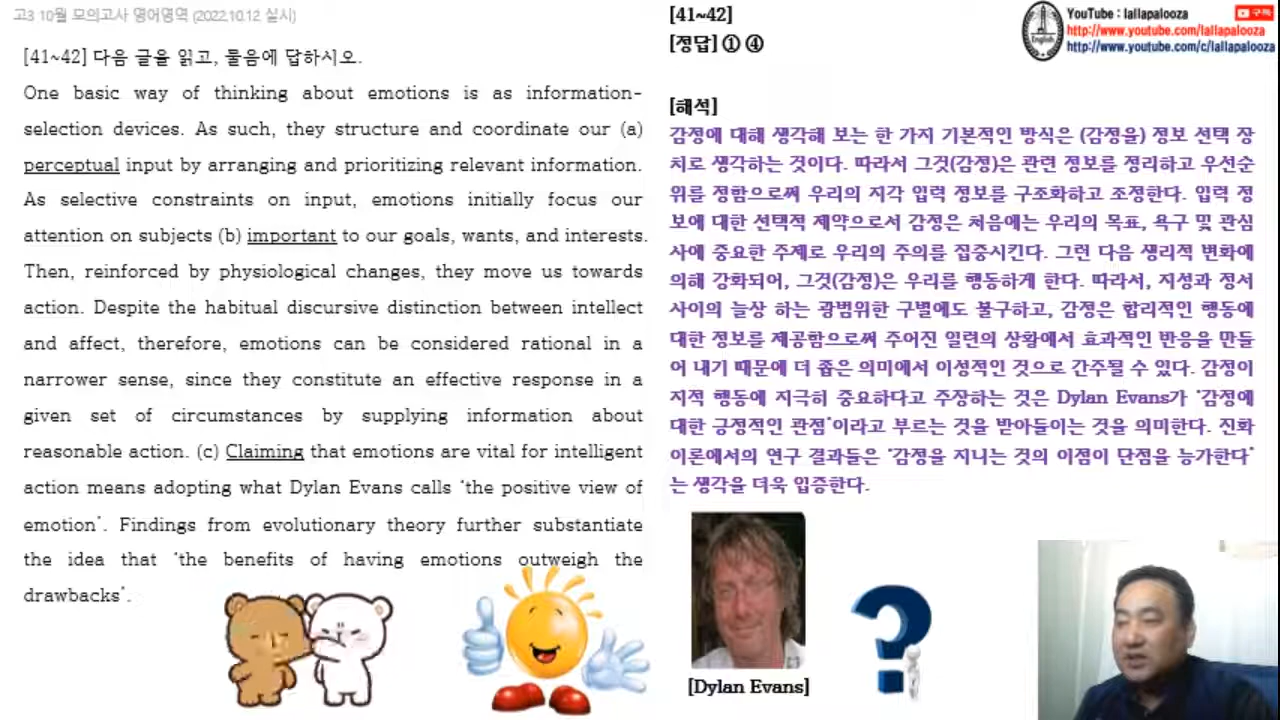 고3 10월 모의고사 영어영역 (2022.10.12 실시)
[41~42] 다음 글을 읽고, 물음에 답하시오.
One basic way of thinking about emotions is as information-
selection devices. As such, they structure and coordinate our (a)
perceptual input by arranging and prioritizing relevant information.
As selective constraints on input, emotions initially focus our
attention on subjects (b) important to our goals, wants, and interests.
Then, reinforced by physiological changes, they move us towards
action. Despite the habitual discursive distinction between intellect
and affect, therefore, emotions can be considered rational in a
narrower sense, since they constitute an effective response in a
given set of circumstances by supplying information about
reasonable action. (c) Claiming that emotions are vital for intelligent
action means adopting what Dylan Evans calls ‘the positive view of
emotion’. Findings from evolutionary theory further substantiate
the idea that ‘the benefits of having emotions outweigh the
drawbacks’.
[41~42]
[정답] ① ④
[해석]
감정에 대해 생각해 보는 한 가지 기본적인 방식은 (감정을) 정보 선택 장
치로 생각하는 것이다. 따라서 그것(감정)은 관련 정보를 정리하고 우선순
위를 정함으로써 우리의 지각 입력 정보를 구조화하고 조정한다. 입력 정
보에 대한 선택적 제약으로서 감정은 처음에는 우리의 목표, 욕구 및 관심
사에 중요한 주제로 우리의 주의를 집중시킨다. 그런 다음 생리적 변화에
의해 강화되어, 그것(감정)은 우리를 행동하게 한다. 따라서, 지성과 정서
사이의 늘상 하는 광범위한 구별에도 불구하고, 감정은 합리적인 행동에
대한 정보를 제공함으로써 주어진 일련의 상황에서 효과적인 반응을 만들
어 내기 때문에 더 좁은 의미에서 이성적인 것으로 간주될 수 있다. 감정이
지적 행동에 지극히 중요하다고 주장하는 것은 Dylan Evans가 ‘감정에
대한 긍정적인 관점’이라고 부르는 것을 받아들이는 것을 의미한다. 진화
이론에서의 연구 결과들은 ‘감정을 지니는 것의 이점이 단점을 능가한다’
는 생각을 더욱 입증한다.
[Dylan Evans]
English
YouTube : lallapalooza
구독
http://www.youtube.com/lallapalooza
http://www.youtube.com/c/lallapalooza